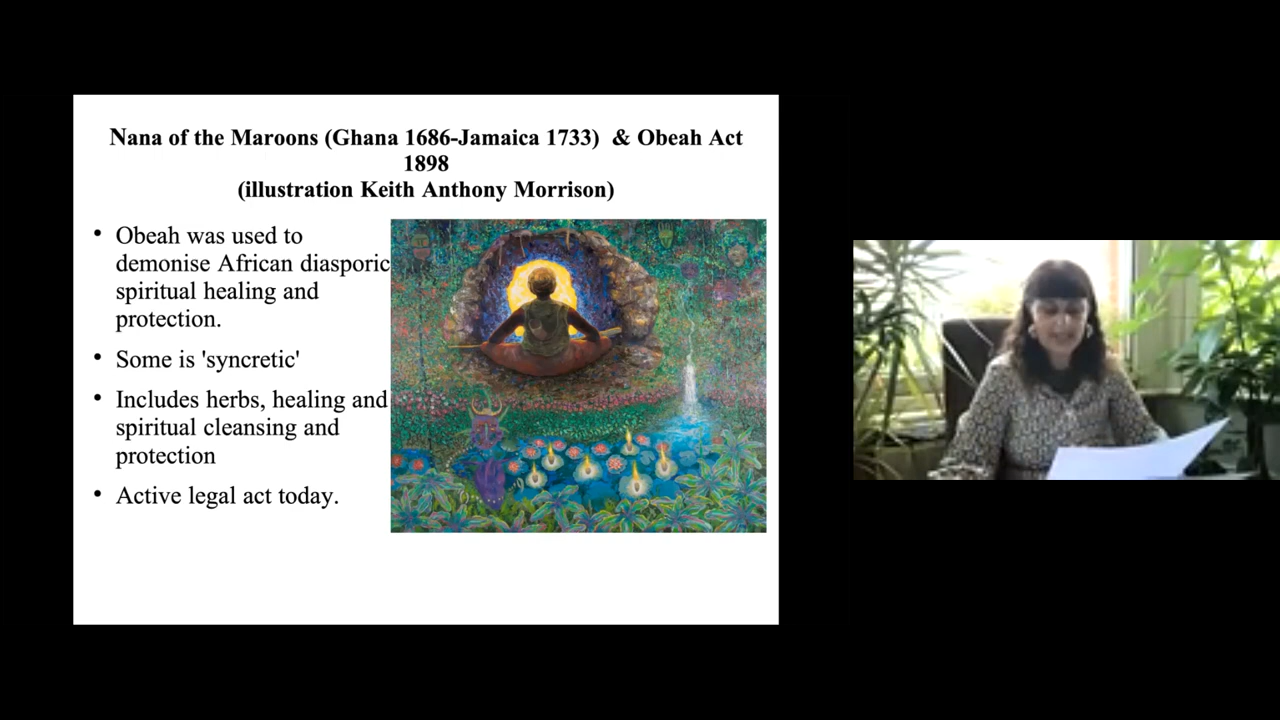 Nana of the Maroons (Ghana 1686-Jamaica 1733)  & Obeah Act
1898
(illustration Keith Anthony Morrison)
• Obeah was used to
demonise African diasporic
spiritual healing and
protection.
• Some is 'syncretic'
• Includes herbs, healing and
spiritual cleansing and
protection
• Active legal act today.